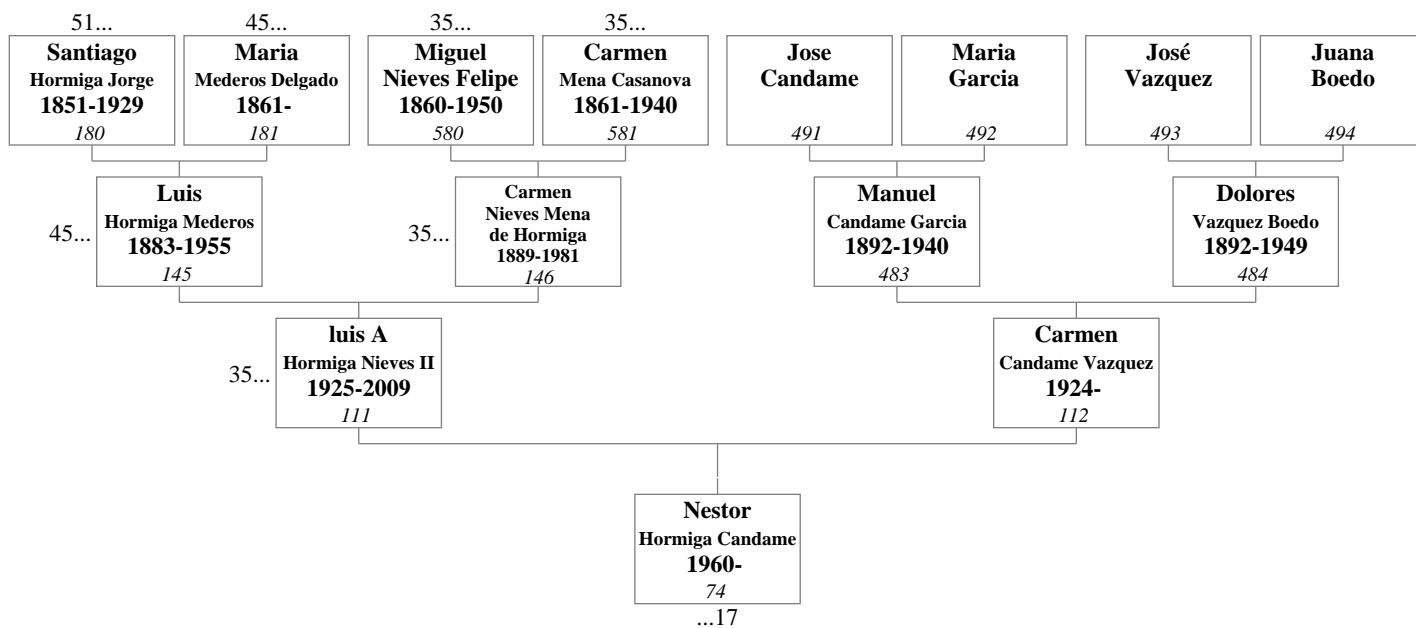 51...
45...
35...
35...
Santiago
Hormiga Jorge
1851-1929
180
Maria
Mederos Delgado
1861-
181
Miguel
Nieves Felipe
1860-1950
580
Carmen
Mena Casanova
1861-1940
581
Jose
Candame
491
Maria
Garcia
492
José
Vazquez
493
Juana
Boedo
494
45...
Luis
Hormiga Mederos
1883-1955
145
35...
Carmen
Nieves Mena
de Hormiga
1889-1981
146
Manuel
Candame Garcia
1892-1940
483
Dolores
Vazquez Boedo
1892-1949
484
35...
luis A
Hormiga Nieves II
1925-2009
111
Carmen
Candame Vazquez
1924-
112
Nestor
Hormiga Candame
1960-
74
...17